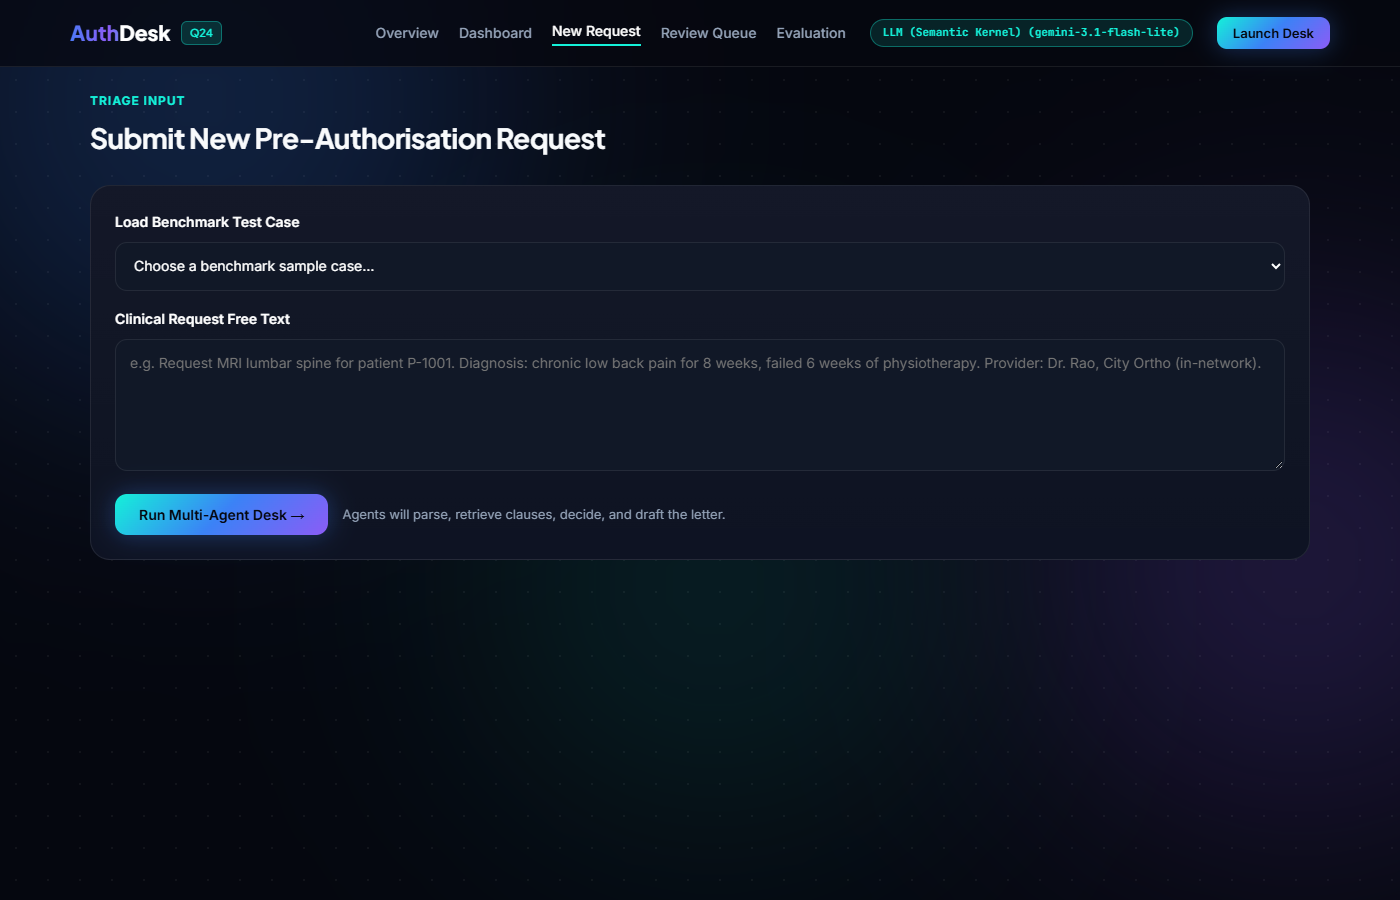 AuthDesk Q24 Overview Dashboard New Request Review Queue Evaluation LLM (Semantic Kernel) (gemini-3.1-flash-lite) Launch Desk
TRIAGE INPUT
Submit New Pre-Authorisation Request
Load Benchmark Test Case
Choose a benchmark sample case...
Clinical Request Free Text
e.g. Request MRI lumbar spine for patient P-1001. Diagnosis: chronic low back pain for 8 weeks, failed 6 weeks of physiotherapy. Provider: Dr. Rao, City Ortho (in-network).
Run Multi-Agent Desk → Agents will parse, retrieve clauses, decide, and draft the letter.